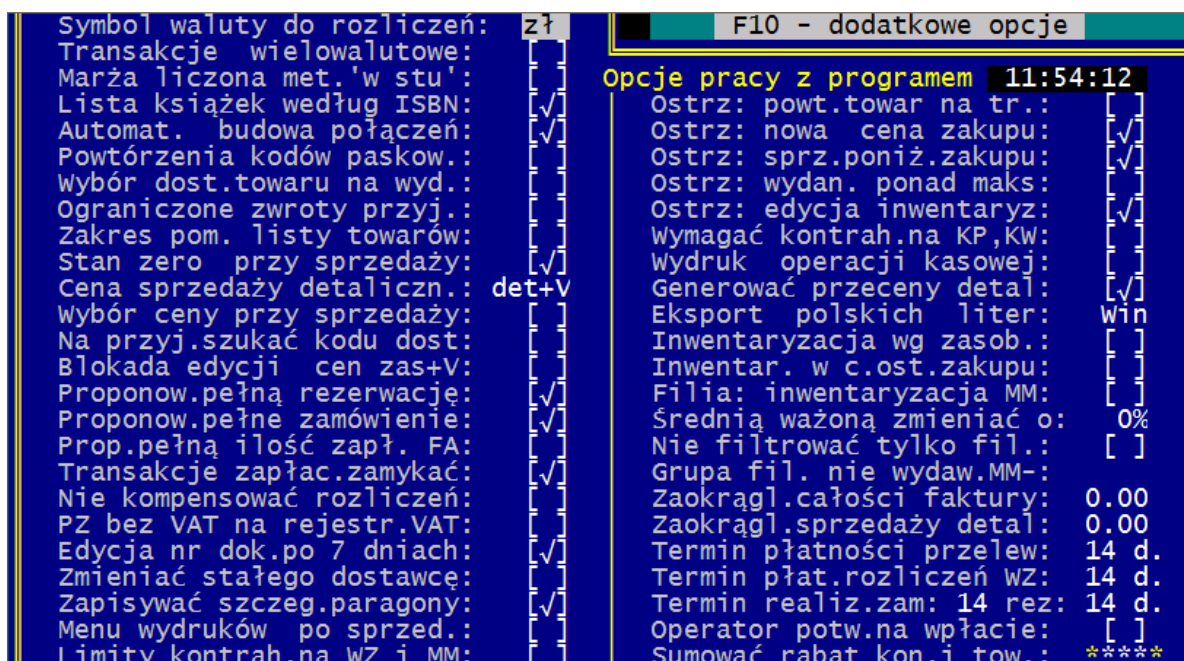 Symbol waluty do rozliczeń: zł
Transakcje wielowalutowe: [ ]
Marża liczona met.'w stu': [ ]
Lista książek według ISBN: [√]
Automat. budowa połączeń: [√]
Powtórzenia kodów paskow.: [ ]
Wybór dost.towaru na wyd.: [ ]
Ograniczone zwroty przyj.: [ ]
Zakres pom. listy towarów: [ ]
Stan zero przy sprzedaży: [√]
Cena sprzedaży detaliczn.: det+V
Wybór ceny przy sprzedaży: [ ]
Na przyj.szukać kodu dost: [ ]
Blokada edycji cen zas+V: [ ]
Proponow.pełną rezerwację: [√]
Proponow.pełne zamówienie: [√]
Prop.pełną ilość zapł. FA: [ ]
Transakcje zapłac.zamykać: [√]
Nie kompensować rozliczeń: [ ]
PZ bez VAT na rejestr.VAT: [ ]
Edycja nr dok.po 7 dniach: [√]
Zmieniać stałego dostawcę: [ ]
Zapisywać szczeg.paragony: [√]
Menu wydruków po sprzed.: [ ]
Limity kontrah.na WZ i MM: [ ]
F10 - dodatkowe opcje
Opcje pracy z programem 11:54:12
Ostrz: powt.towar na tr.: [ ]
Ostrz: nowa cena zakupu: [√]
Ostrz: sprz.poniż.zakupu: [√]
Ostrz: wydan. ponad maks: [ ]
Ostrz: edycja inwentaryz: [√]
Wymagać kontrah.na KP,KW: [ ]
Wydruk operacji kasowej: [ ]
Generować przeceny detal: [√]
Eksport polskich liter: Win
Inwentaryzacja wg zasob.: [ ]
Inwentar. w c.ost.zakupu: [ ]
Filia: inwentaryzacja MM: [ ]
Średnią ważoną zmieniać o: 0%
Nie filtrować tylko fil.: [ ]
Grupa fil. nie wydaw.MM-:
Zaokrągl.całości faktury: 0.00
Zaokrągl.sprzedaży detal: 0.00
Termin płatności przelew: 14 d.
Termin płat.rozliczeń WZ: 14 d.
Termin realiz.zam: 14 rez: 14 d.
Operator potw.na wpłacie: [ ]
Sumować rabat kon.i tow.: *****